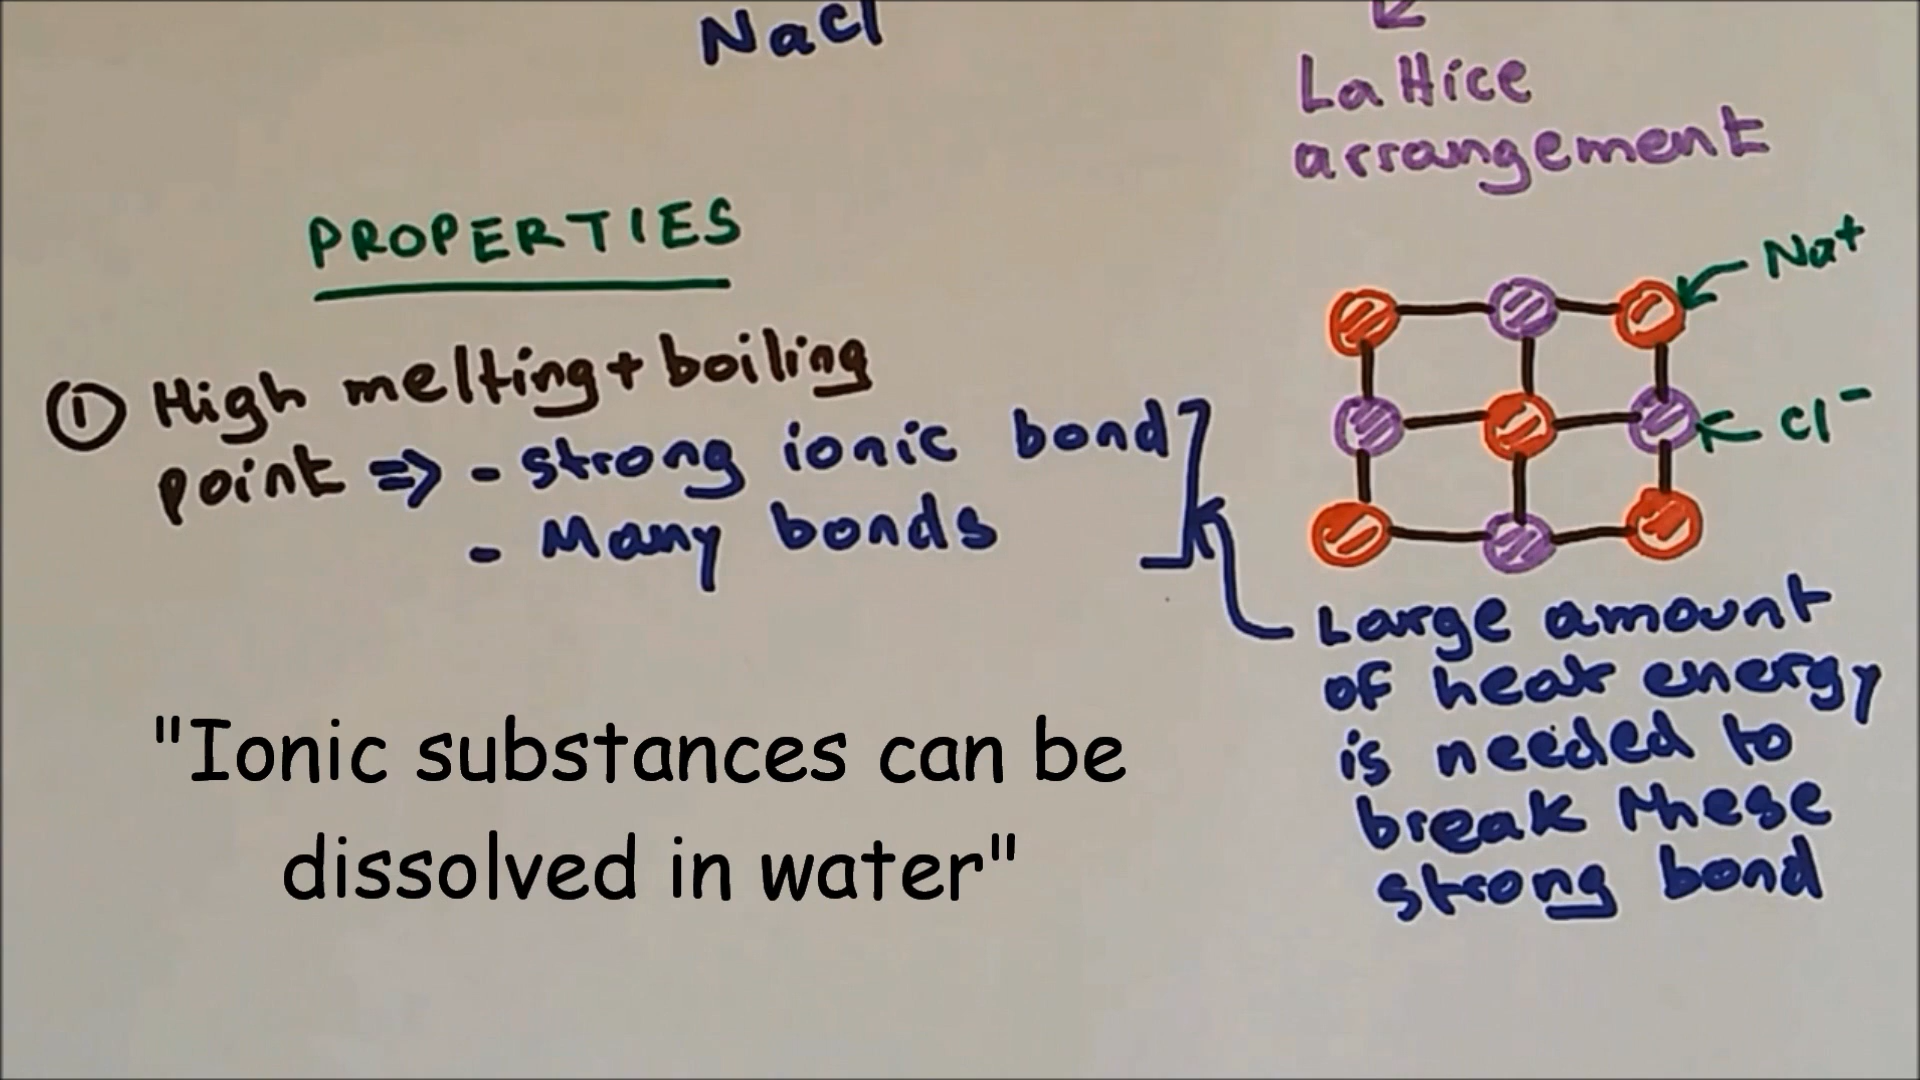 NaCl
Lattice
arrangement
PROPERTIES
Na+
① High melting + boiling
point => - strong ionic bond
- Many bonds
Cl-
Large amount
of heat energy
is needed to
break these
strong bond
"Ionic substances can be
dissolved in water"